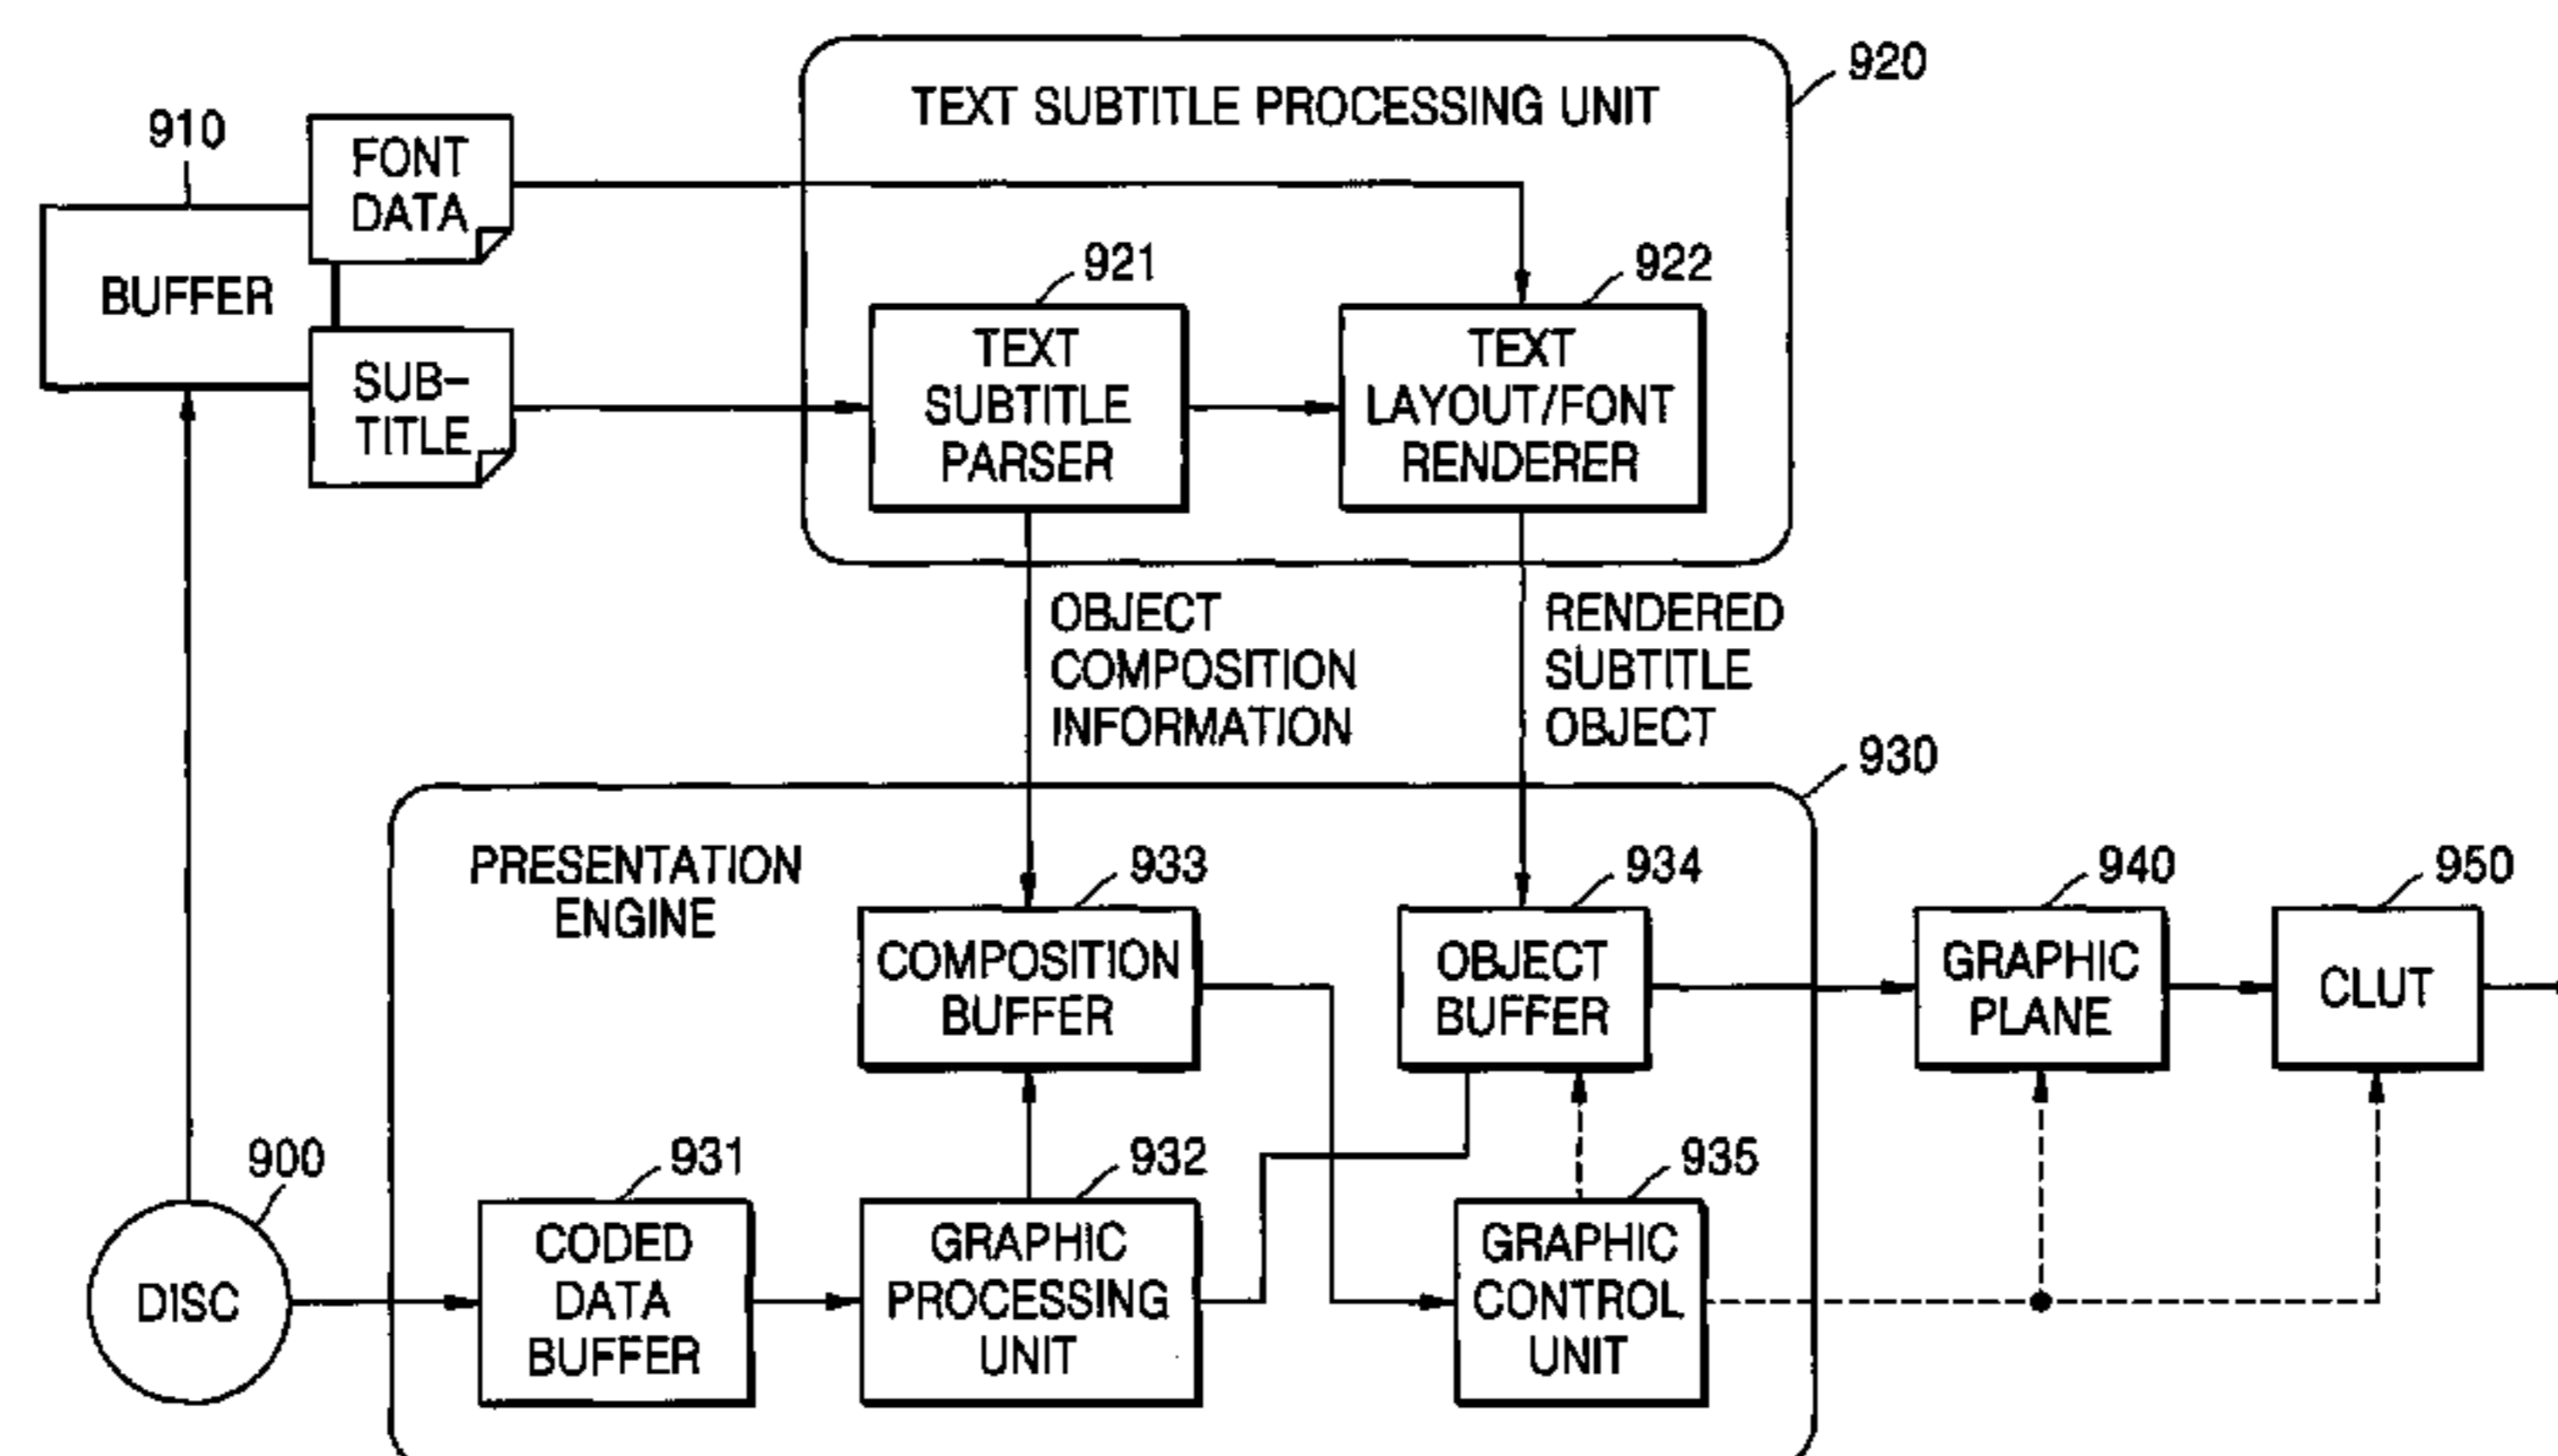 920
TEXT SUBTITLE PROCESSING UNIT
910
FONT
DATA
BUFFER
SUB-
TITLE
921
TEXT
SUBTITLE
PARSER
922
TEXT
LAYOUT/FONT
RENDERER
OBJECT
COMPOSITION
INFORMATION
RENDERED
SUBTITLE
OBJECT
930
PRESENTATION
ENGINE
933
COMPOSITION
BUFFER
934
OBJECT
BUFFER
940
GRAPHIC
PLANE
950
CLUT
900
DISC
931
CODED
DATA
BUFFER
932
GRAPHIC
PROCESSING
UNIT
935
GRAPHIC
CONTROL
UNIT